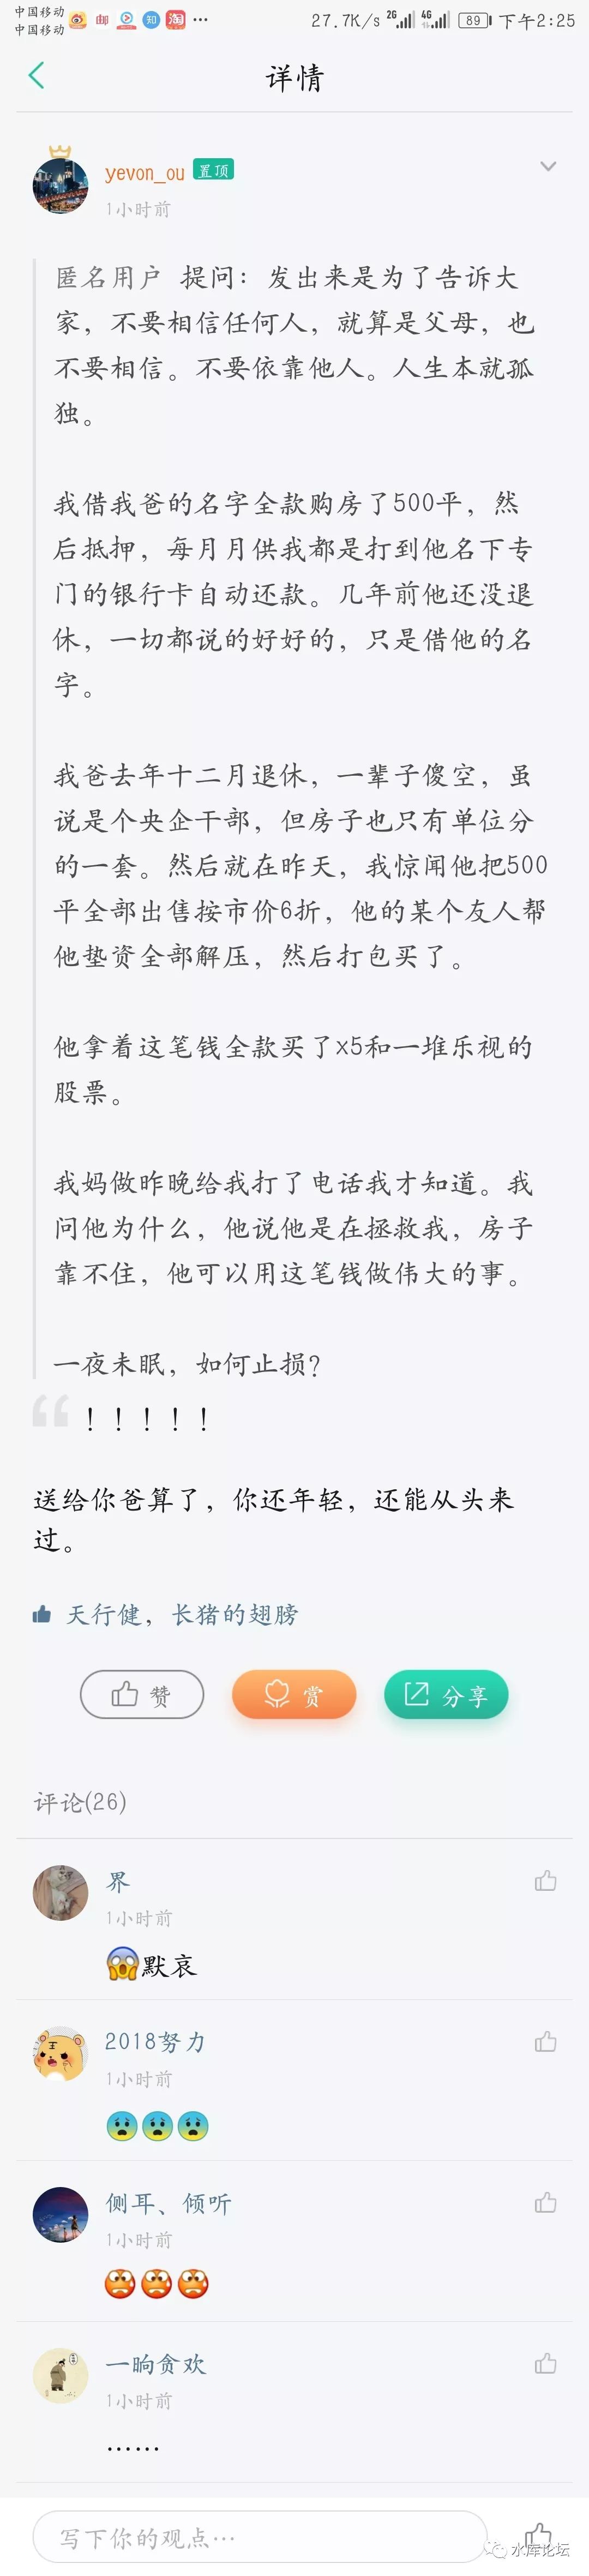 中国移动
中国移动
27.7K/s 2G 4G 89 下午2:25
详情
yevon_ou 置顶
1小时前
匿名用户 提问：发出来是为了告诉大
家，不要相信任何人，就算是父母，也
不要相信。不要依靠他人。人生本就孤
独。
我借我爸的名字全款购房了500平，然
后抵押，每月月供我都是打到他名下专
门的银行卡自动还款。几年前他还没退
休，一切都说的好好的，只是借他的名
字。
我爸去年十二月退休，一辈子傻空，虽
说是个央企干部，但房子也只有单位分
的一套。然后就在昨天，我惊闻他把500
平全部出售按市价6折，他的某个友人帮
他垫资全部解压，然后打包买了。
他拿着这笔钱全款买了x5和一堆乐视的
股票。
我妈做昨晚给我打了电话我才知道。我
问他为什么，他说他是在拯救我，房子
靠不住，他可以用这笔钱做伟大的事。
一夜未眠，如何止损？
！！！！！
送给你爸算了，你还年轻，还能从头来
过。
天行健，长猪的翅膀
赞 赏 分享
评论(26)
界
1小时前
默哀
2018努力
1小时前
侧耳、倾听
1小时前
一晌贪欢
1小时前
……
写下你的观点…
水库论坛